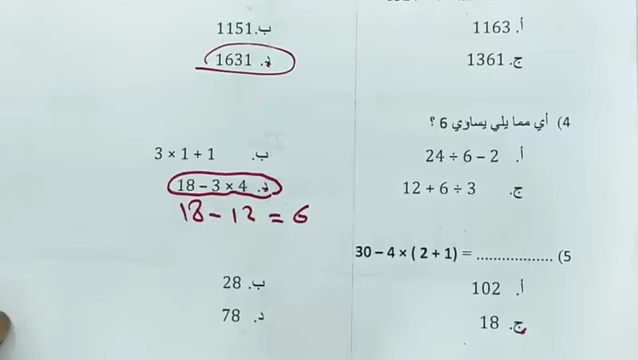 أ. 1163 ب. 1151
ج. 1361 د. 1631
4) أي مما يلي يساوي 6 ؟
أ. 24 ÷ 6 – 2 ب. 3 × 1 + 1
ج. 12 + 6 ÷ 3 د. 18 – 3 × 4
18 – 12 = 6
5) 30 – 4 × ( 2 + 1) = ..................
أ. 102 ب. 28
ج. 18 د. 78